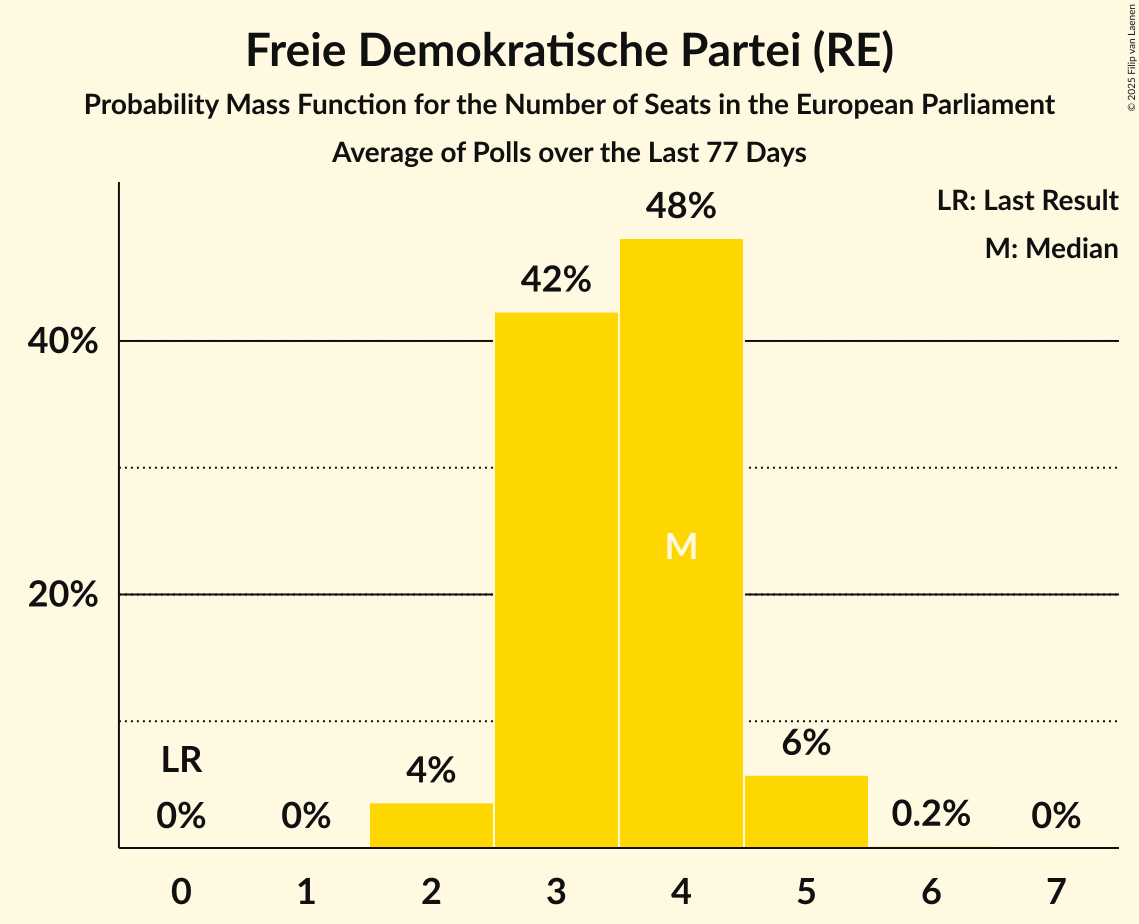 Freie Demokratische Partei (RE)
Probability Mass Function for the Number of Seats in the European Parliament
Average of Polls over the Last 77 Days
© 2025 Filip van Laenen
LR: Last Result
M: Median
48%
42%
40%
M
20%
LR
6%
4%
0%
0%
0.2%
0%
0 1 2 3 4 5 6 7